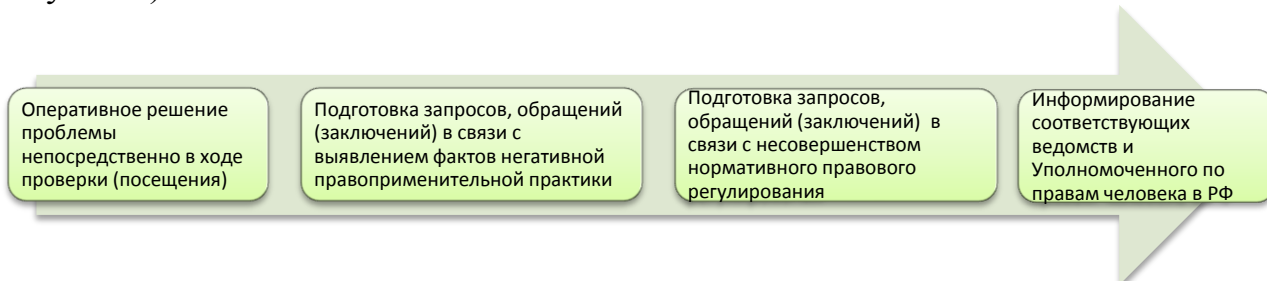 Оперативное решение
проблемы
непосредственно в ходе
проверки (посещения)
Подготовка запросов, обращений
(заключений) в связи с
выявлением фактов негативной
правоприменительной практики
Подготовка запросов,
обращений (заключений) в
связи с несовершенством
нормативного правового
регулирования
Информирование
соответствующих
ведомств и
Уполномоченного по
правам человека в РФ